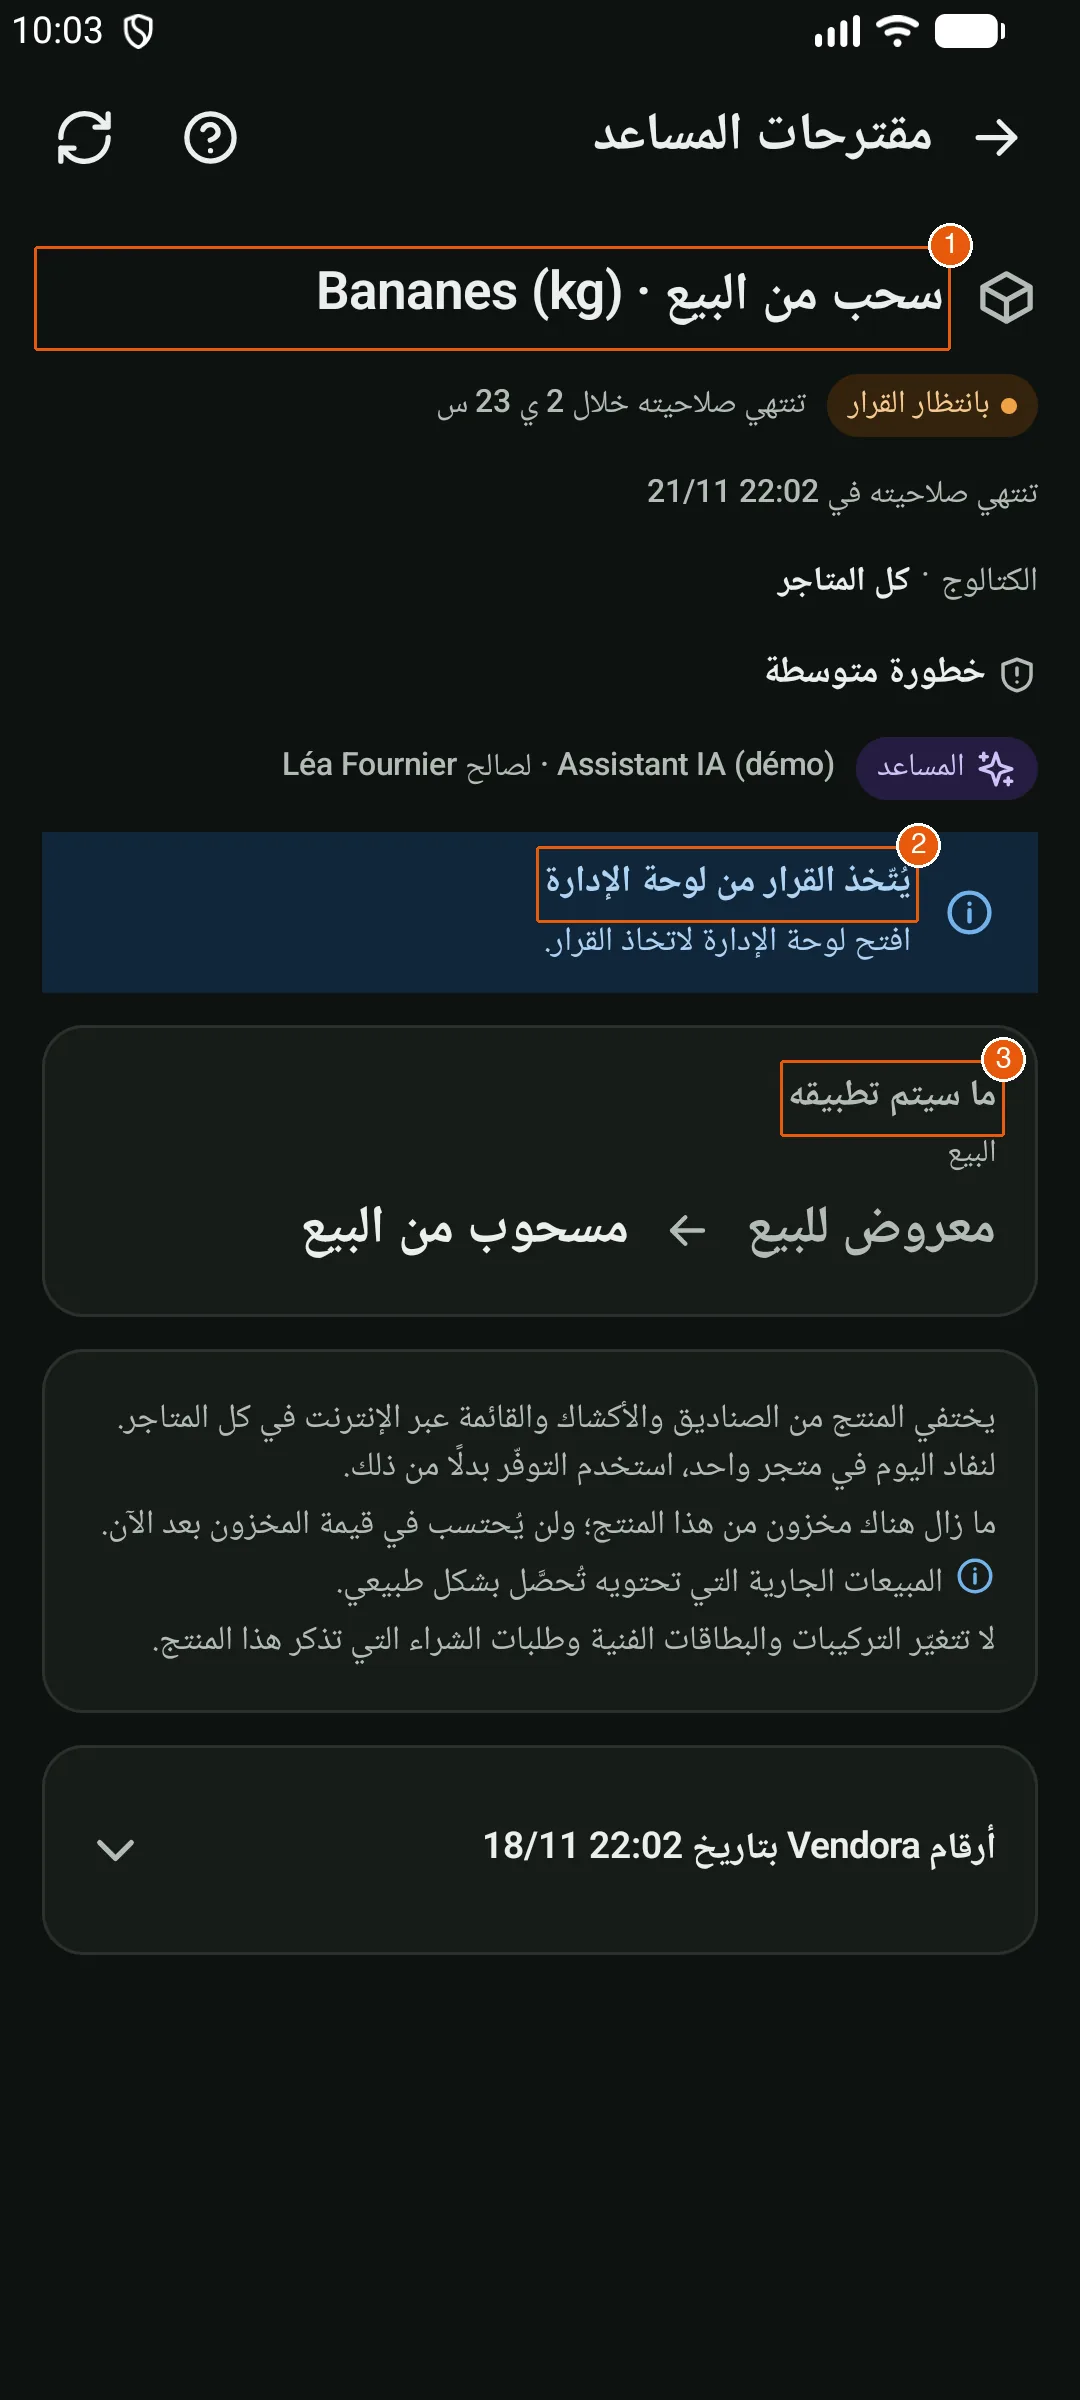 10:03
مقترحات المساعد
1
سحب من البيع · Bananes (kg)
بانتظار القرار تنتهي صلاحيته خلال 2 ي 23 س
تنتهي صلاحيته في 21/11 22:02
الكتالوج · كل المتاجر
خطورة متوسطة
المساعد Assistant IA (démo) · لصالح Léa Fournier
2
يُتّخذ القرار من لوحة الإدارة
افتح لوحة الإدارة لاتخاذ القرار.
3
ما سيتم تطبيقه
البيع
معروض للبيع ← مسحوب من البيع
يختفي المنتج من الصناديق والأكشاك والقائمة عبر الإنترنت في كل المتاجر.
لنفاد اليوم في متجر واحد، استخدم التوفّر بدلًا من ذلك.
ما زال هناك مخزون من هذا المنتج؛ ولن يُحتسب في قيمة المخزون بعد الآن.
المبيعات الجارية التي تحتويه تُحصَّل بشكل طبيعي.
لا تتغيّر التركيبات والبطاقات الفنية وطلبات الشراء التي تذكر هذا المنتج.
أرقام Vendora بتاريخ 18/11 22:02